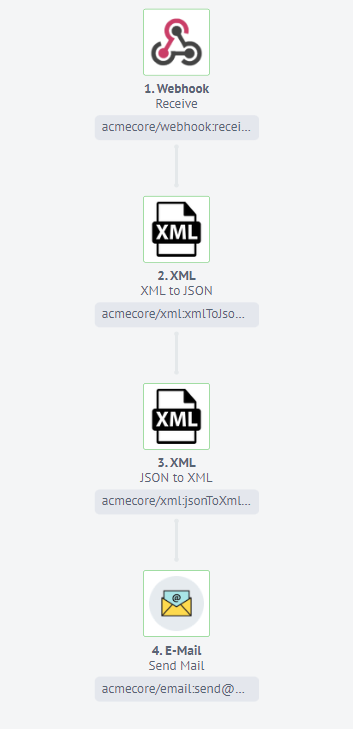 1. Webhook
Receive
acmecore/webhook:recei...
XML
2. XML
XML to JSON
acmecore/xml:xmlToJso...
XML
3. XML
JSON to XML
acmecore/xml:jsonToXml...
@
4. E-Mail
Send Mail
acmecore/email:send@...